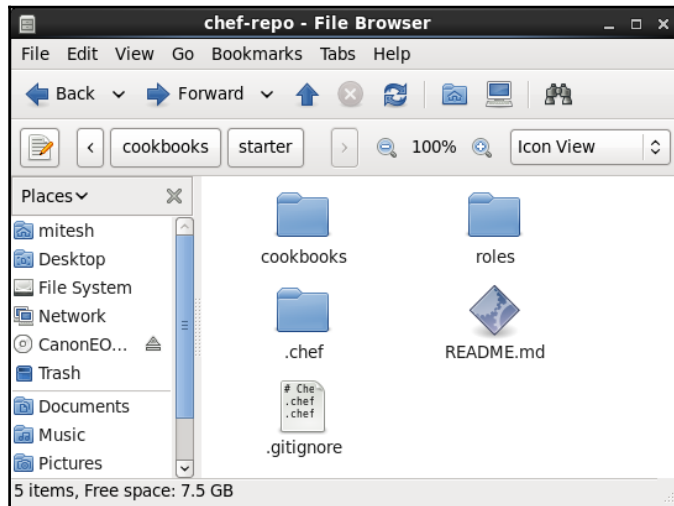 chef-repo - File Browser
File Edit View Go Bookmarks Tabs Help
Back Forward
cookbooks starter 100% Icon View
Places
mitesh
Desktop
File System
Network
CanonEO...
Trash
Documents
Music
Pictures
cookbooks roles
.chef README.md
# Che
.chef
.chef
.gitignore
5 items, Free space: 7.5 GB